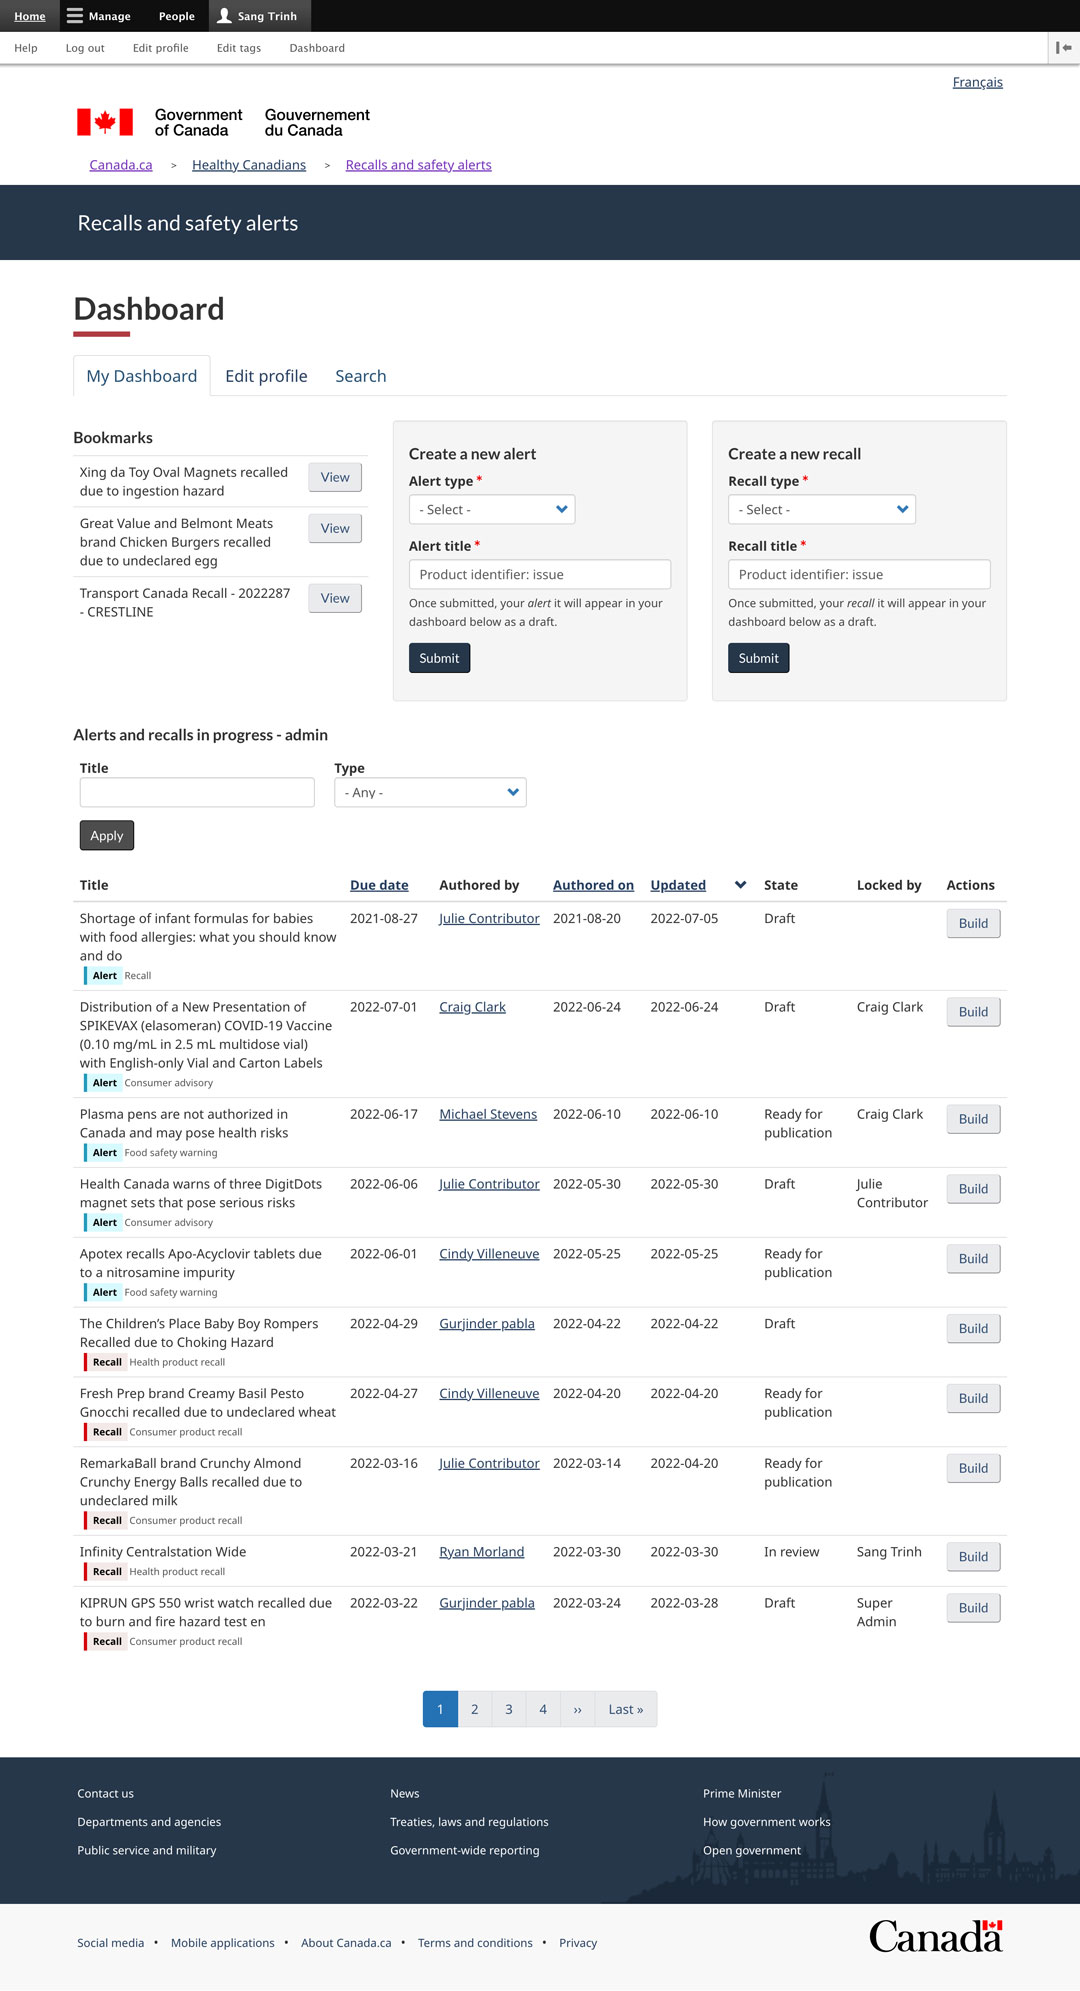 Home Manage People Sang Trinh
Help Log out Edit profile Edit tags Dashboard
Français
Government Gouvernement
of Canada du Canada
Canada.ca > Healthy Canadians > Recalls and safety alerts
Recalls and safety alerts
Dashboard
My Dashboard Edit profile Search
Bookmarks
Xing da Toy Oval Magnets recalled
due to ingestion hazard
View
Great Value and Belmont Meats
brand Chicken Burgers recalled
due to undeclared egg
View
Transport Canada Recall - 2022287
- CRESTLINE
View
Create a new alert
Alert type *
- Select -
Alert title *
Product identifier: issue
Once submitted, your alert it will appear in your
dashboard below as a draft.
Submit
Create a new recall
Recall type *
- Select -
Recall title *
Product identifier: issue
Once submitted, your recall it will appear in your
dashboard below as a draft.
Submit
Alerts and recalls in progress - admin
Title Type
- Any -
Apply
Title Due date Authored by Authored on Updated State Locked by Actions
Shortage of infant formulas for babies 2021-08-27 Julie Contributor 2021-08-20 2022-07-05 Draft Build
with food allergies: what you should know
and do
Alert Recall
Distribution of a New Presentation of 2022-07-01 Craig Clark 2022-06-24 2022-06-24 Draft Craig Clark Build
SPIKEVAX (elasomeran) COVID-19 Vaccine
(0.10 mg/mL in 2.5 mL multidose vial)
with English-only Vial and Carton Labels
Alert Consumer advisory
Plasma pens are not authorized in 2022-06-17 Michael Stevens 2022-06-10 2022-06-10 Ready for Craig Clark Build
Canada and may pose health risks publication
Alert Food safety warning
Health Canada warns of three DigitDots 2022-06-06 Julie Contributor 2022-05-30 2022-05-30 Draft Julie Build
magnet sets that pose serious risks Contributor
Alert Consumer advisory
Apotex recalls Apo-Acyclovir tablets due 2022-06-01 Cindy Villeneuve 2022-05-25 2022-05-25 Ready for Build
to a nitrosamine impurity publication
Alert Food safety warning
The Children's Place Baby Boy Rompers 2022-04-29 Gurjinder pabla 2022-04-22 2022-04-22 Draft Build
Recalled due to Choking Hazard
Recall Health product recall
Fresh Prep brand Creamy Basil Pesto 2022-04-27 Cindy Villeneuve 2022-04-20 2022-04-20 Ready for Build
Gnocchi recalled due to undeclared wheat publication
Recall Consumer product recall
RemarkaBall brand Crunchy Almond 2022-03-16 Julie Contributor 2022-03-14 2022-04-20 Ready for Build
Crunchy Energy Balls recalled due to publication
undeclared milk
Recall Consumer product recall
Infinity Centralstation Wide 2022-03-21 Ryan Morland 2022-03-30 2022-03-30 In review Sang Trinh Build
Recall Health product recall
KIPRUN GPS 550 wrist watch recalled due 2022-03-22 Gurjinder pabla 2022-03-24 2022-03-28 Draft Super Build
to burn and fire hazard test en Admin
Recall Consumer product recall
1 2 3 4 ›› Last »
Contact us News Prime Minister
Departments and agencies Treaties, laws and regulations How government works
Public service and military Government-wide reporting Open government
Social media • Mobile applications • About Canada.ca • Terms and conditions • Privacy
Canada